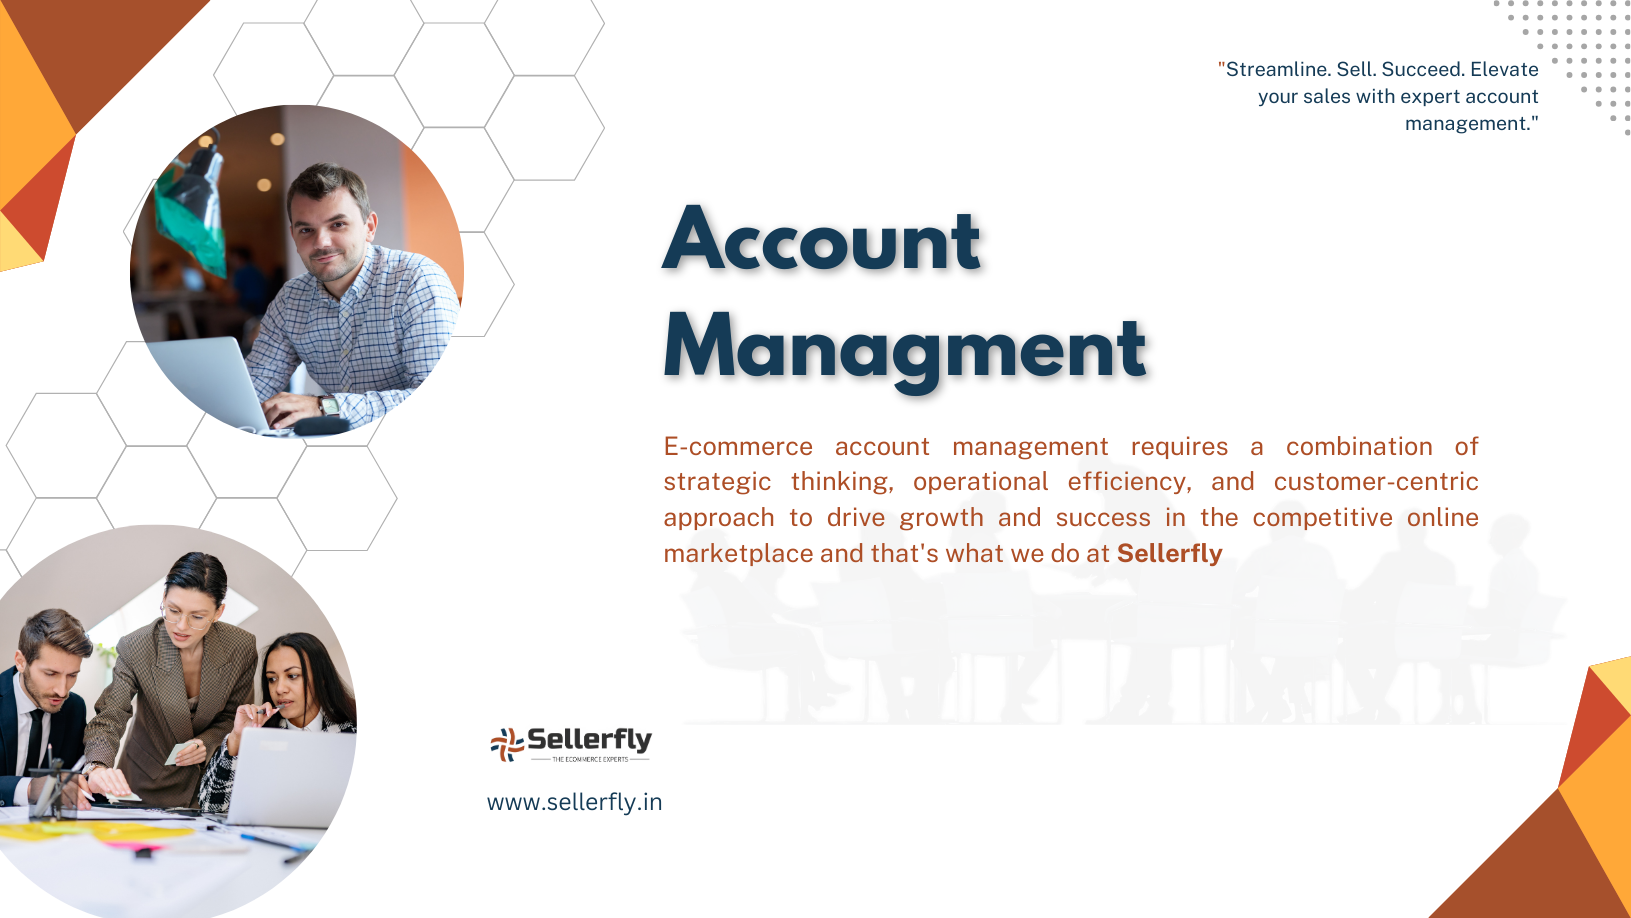 "Streamline. Sell. Succeed. Elevate
your sales with expert account
management."
Account
Managment
E-commerce account management requires a combination of
strategic thinking, operational efficiency, and customer-centric
approach to drive growth and success in the competitive online
marketplace and that's what we do at Sellerfly
Sellerfly
THE ECOMMERCE EXPERTS
www.sellerfly.in